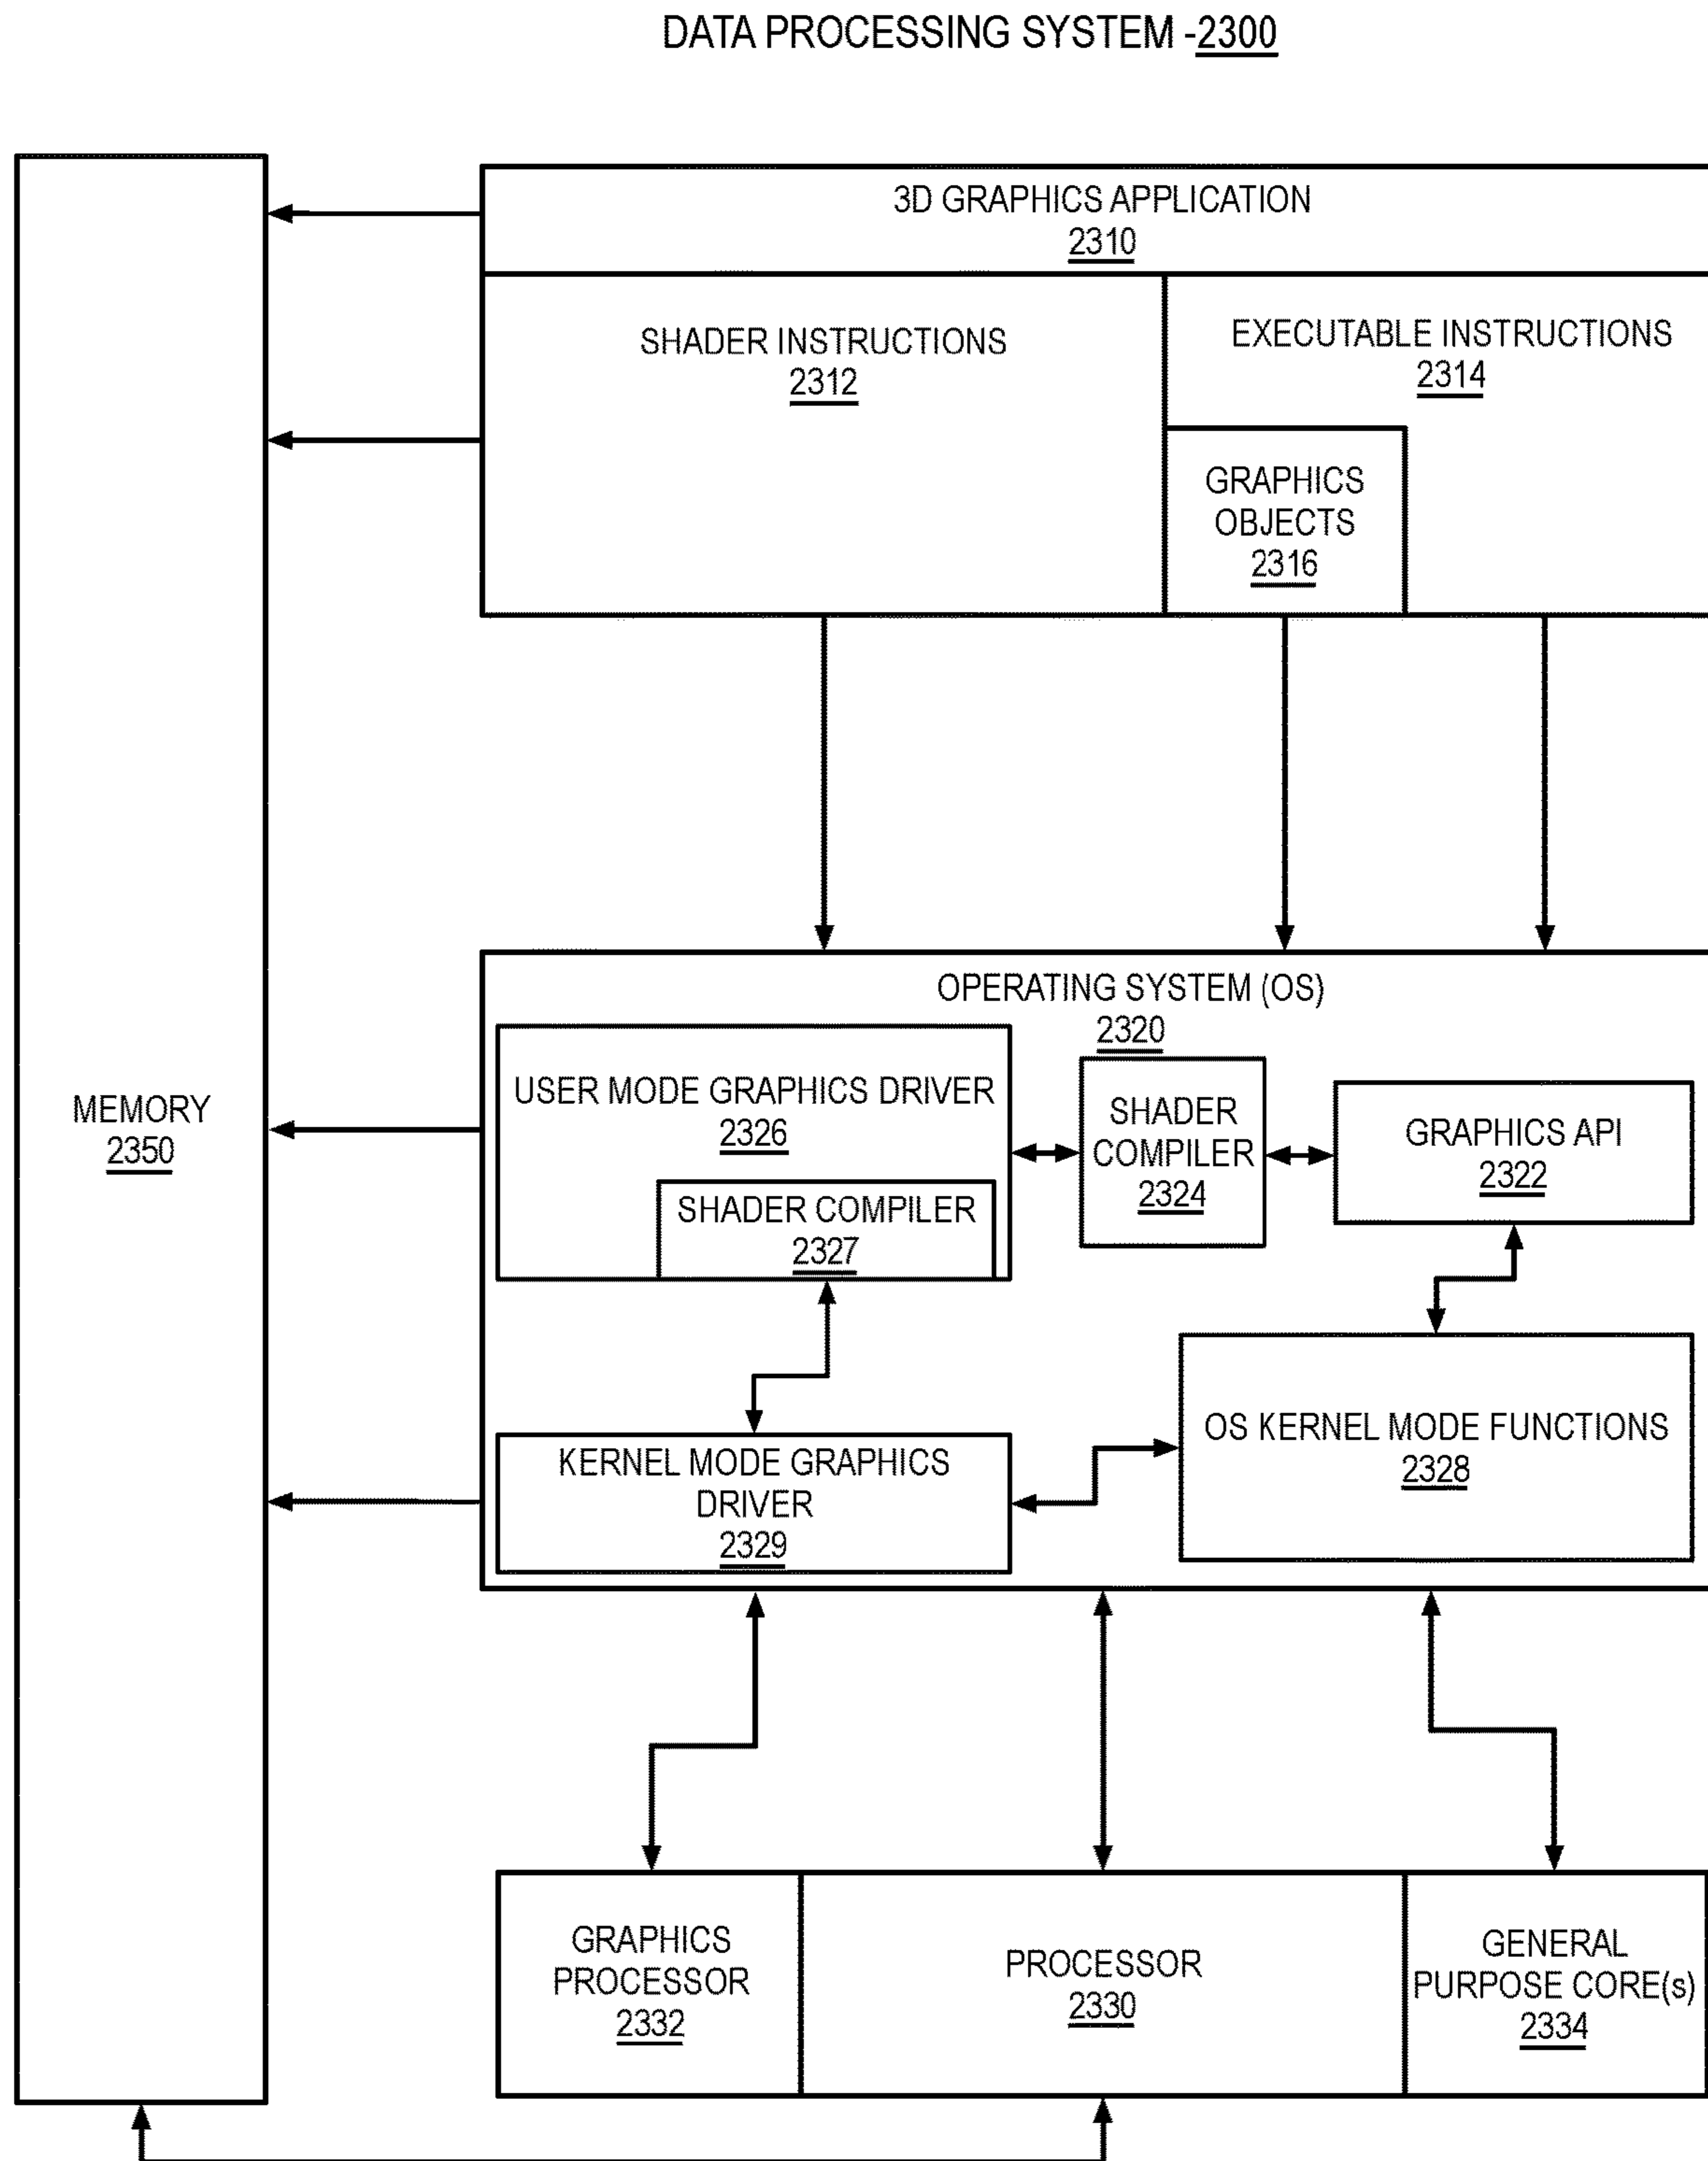 DATA PROCESSING SYSTEM -2300
3D GRAPHICS APPLICATION
2310
SHADER INSTRUCTIONS
2312
EXECUTABLE INSTRUCTIONS
2314
GRAPHICS
OBJECTS
2316
MEMORY
2350
OPERATING SYSTEM (OS)
2320
USER MODE GRAPHICS DRIVER
2326
SHADER COMPILER
2327
SHADER
COMPILER
2324
GRAPHICS API
2322
KERNEL MODE GRAPHICS
DRIVER
2329
OS KERNEL MODE FUNCTIONS
2328
GRAPHICS
PROCESSOR
2332
PROCESSOR
2330
GENERAL
PURPOSE CORE(s)
2334